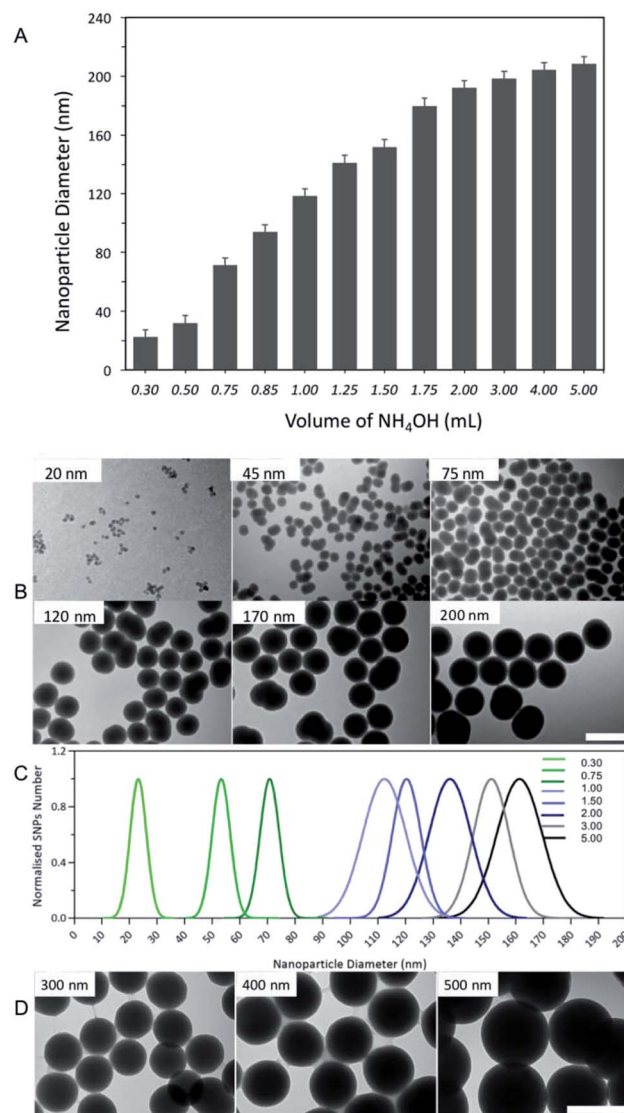 A
Nanoparticle Diameter (nm)
240
200
160
120
80
40
0
0.30 0.50 0.75 0.85 1.00 1.25 1.50 1.75 2.00 3.00 4.00 5.00
Volume of NH₄OH (mL)
B
20 nm 45 nm 75 nm
120 nm 170 nm 200 nm
C
Normalised SNPs Number
1.2
0.8
0.4
0.0
0.30
0.75
1.00
1.50
2.00
3.00
5.00
0 10 20 30 40 50 60 70 80 90 100 110 120 130 140 150 160 170 180 190 200
Nanoparticle Diameter (nm)
D
300 nm 400 nm 500 nm